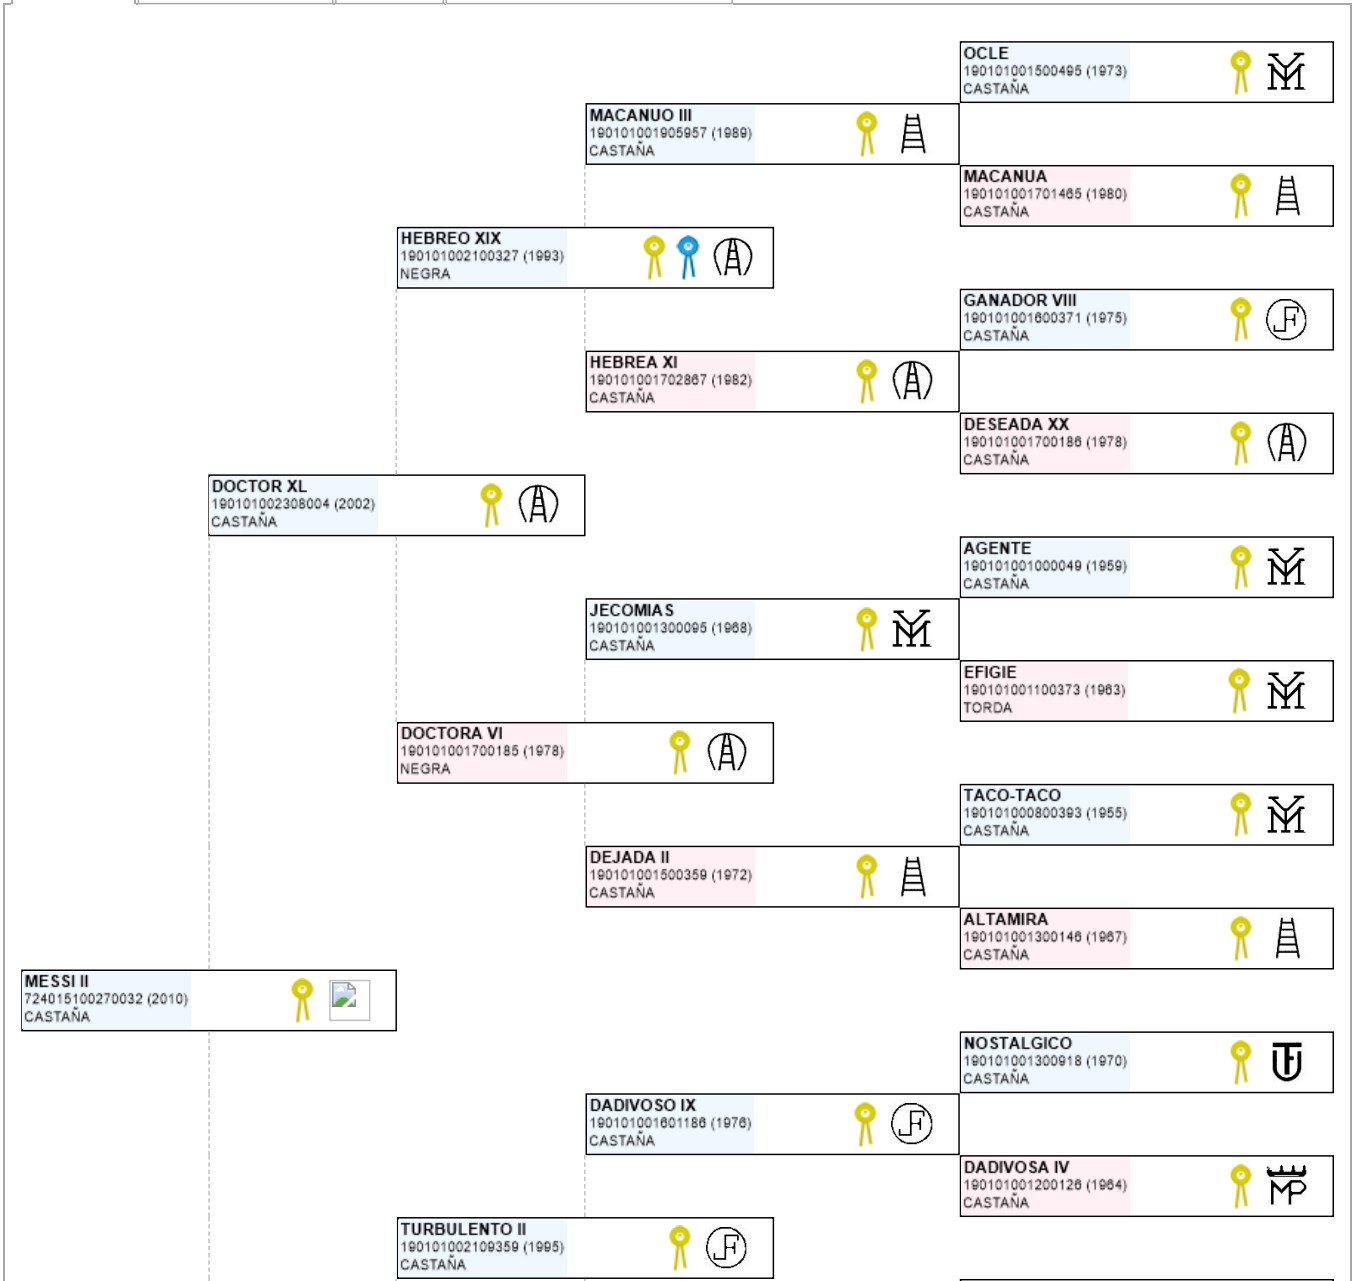 OCLE
190101001500495 (1973)
CASTAÑA
MACANUO III
190101001905957 (1989)
CASTAÑA
MACANUA
190101001701465 (1980)
CASTAÑA
HEBREO XIX
190101002100327 (1993)
NEGRA
GANADOR VIII
190101001600371 (1975)
CASTAÑA
HEBREA XI
190101001702867 (1982)
CASTAÑA
DESEADA XX
190101001700186 (1978)
CASTAÑA
DOCTOR XL
190101002308004 (2002)
CASTAÑA
AGENTE
190101001000049 (1959)
CASTAÑA
JECOMIAS
190101001300095 (1968)
CASTAÑA
EFIGIE
190101001100373 (1963)
TORDA
DOCTORA VI
190101001700185 (1978)
NEGRA
TACO-TACO
190101000800393 (1955)
CASTAÑA
DEJADA II
190101001500359 (1972)
CASTAÑA
ALTAMIRA
190101001300146 (1967)
CASTAÑA
MESSI II
724015100270032 (2010)
CASTAÑA
NOSTALGICO
190101001300918 (1970)
CASTAÑA
DADIVOSO IX
190101001601186 (1976)
CASTAÑA
DADIVOSA IV
190101001200126 (1964)
CASTAÑA
MP
TURBULENTO II
190101002109359 (1995)
CASTAÑA